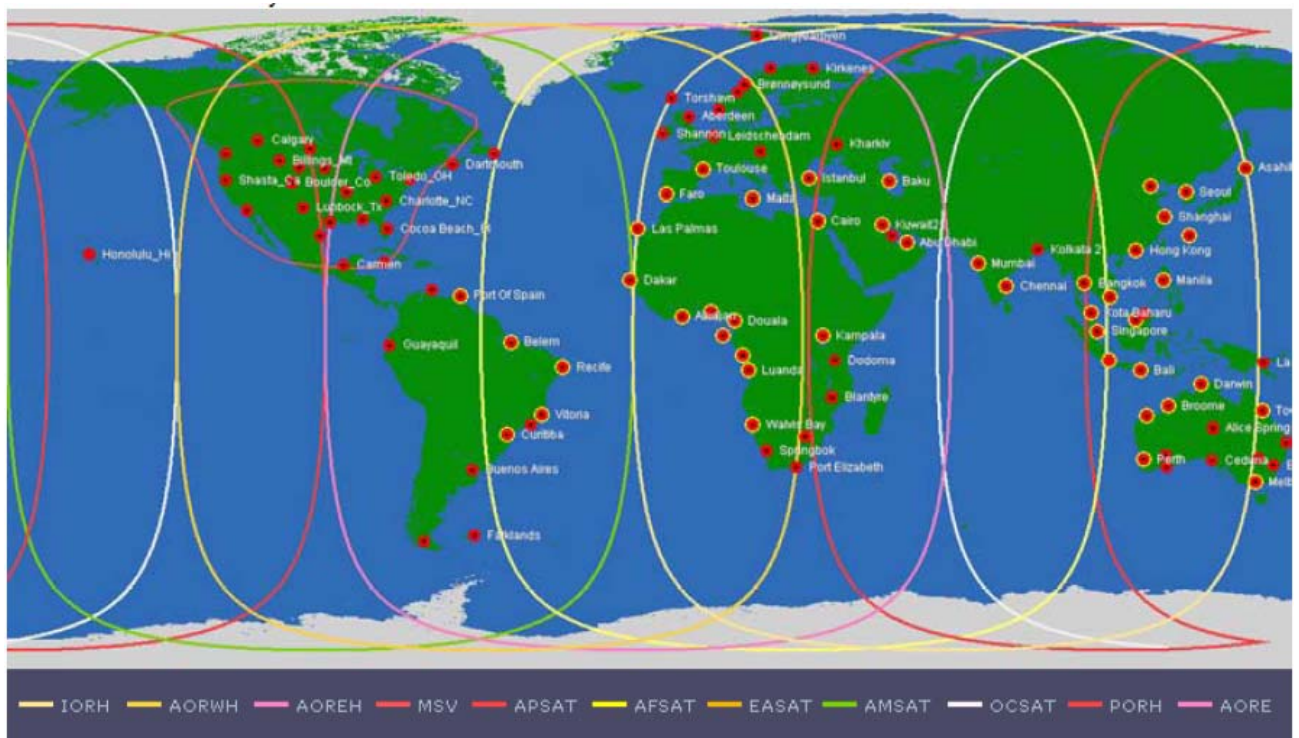 Longyearbyen
Kirkenes
Brønnøysund
Torshavn
Aberdeen
Shannon
Leidschendam
Kharkiv
Calgary
Billings_Mt
Dartmouth
Toulouse
Istanbul
Baku
Asahi
Shasta_Ca
Boulder_Co
Toledo_OH
Faro
Malta
Seoul
Lubbock_Tx
Charlotte_NC
Cairo
Kuwait2
Shanghai
Cocoa Beach_Fl
Las Palmas
Abu Dhabi
Kolkata 2
Hong Kong
Honolulu_Hi
Carmen
Mumbai
Dakar
Chennai
Bangkok
Manilla
Port Of Spain
Douala
Kota Baharu
Guayaquil
Belem
Kampala
Singapore
Recife
Luanda
Dodoma
Bali
La
Darwin
Blantyre
Vitoria
Broome
Tow
Curitiba
Walvis Bay
Alice Spring
Springbok
Buenos Aires
Port Elizabeth
Perth
Ceduna
Melb
Falklands
IORH AORWH AOREH MSV APSAT AFSAT EASAT AMSAT OCSAT PORH AORE